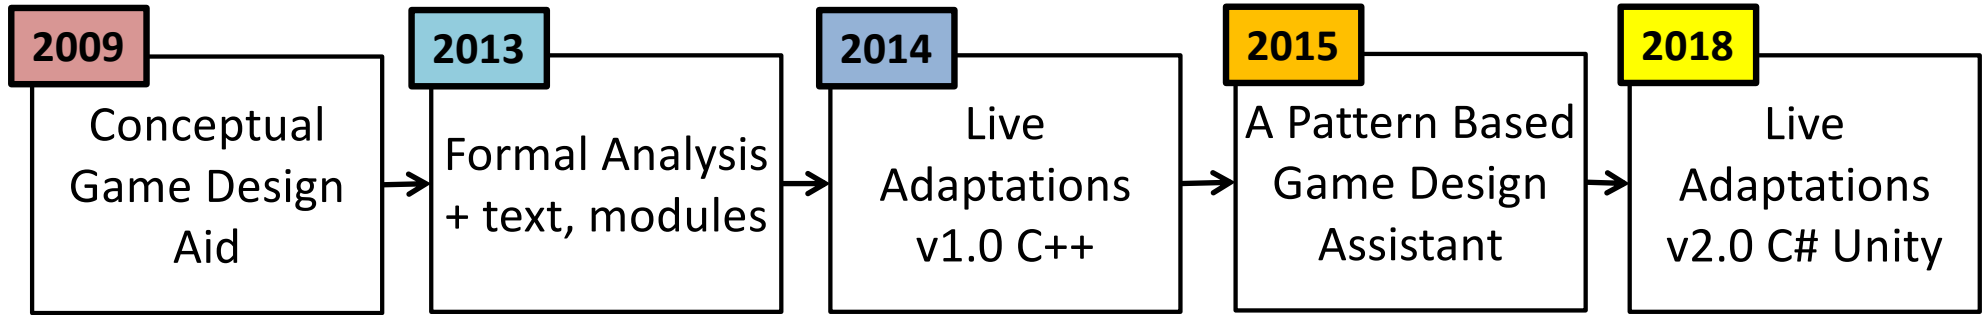 2009
Conceptual
Game Design
Aid
2013
Formal Analysis
+ text, modules
2014
Live
Adaptations
v1.0 C++
2015
A Pattern Based
Game Design
Assistant
2018
Live
Adaptations
v2.0 C# Unity